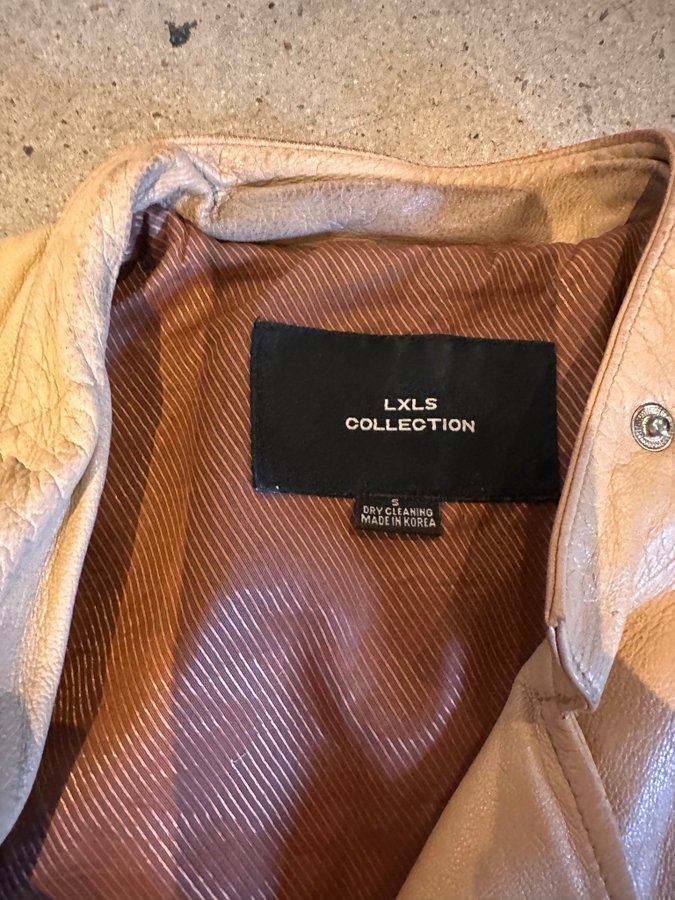 LXLS
COLLECTION
S
DRY CLEANING
MADE IN KOREA